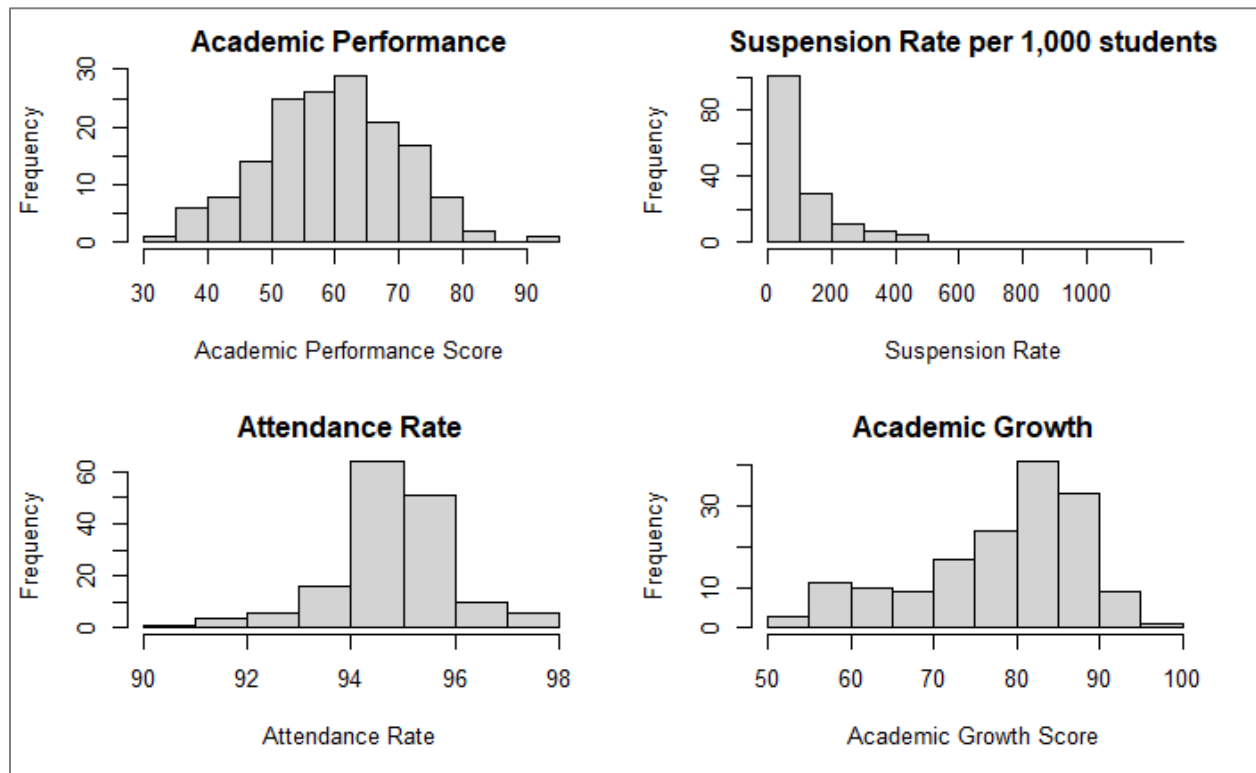 Academic Performance
Frequency
0 10 20 30
30 40 50 60 70 80 90
Academic Performance Score
Suspension Rate per 1,000 students
Frequency
0 40 80
0 200 400 600 800 1000
Suspension Rate
Attendance Rate
Frequency
0 20 40 60
90 92 94 96 98
Attendance Rate
Academic Growth
Frequency
0 10 30
50 60 70 80 90 100
Academic Growth Score